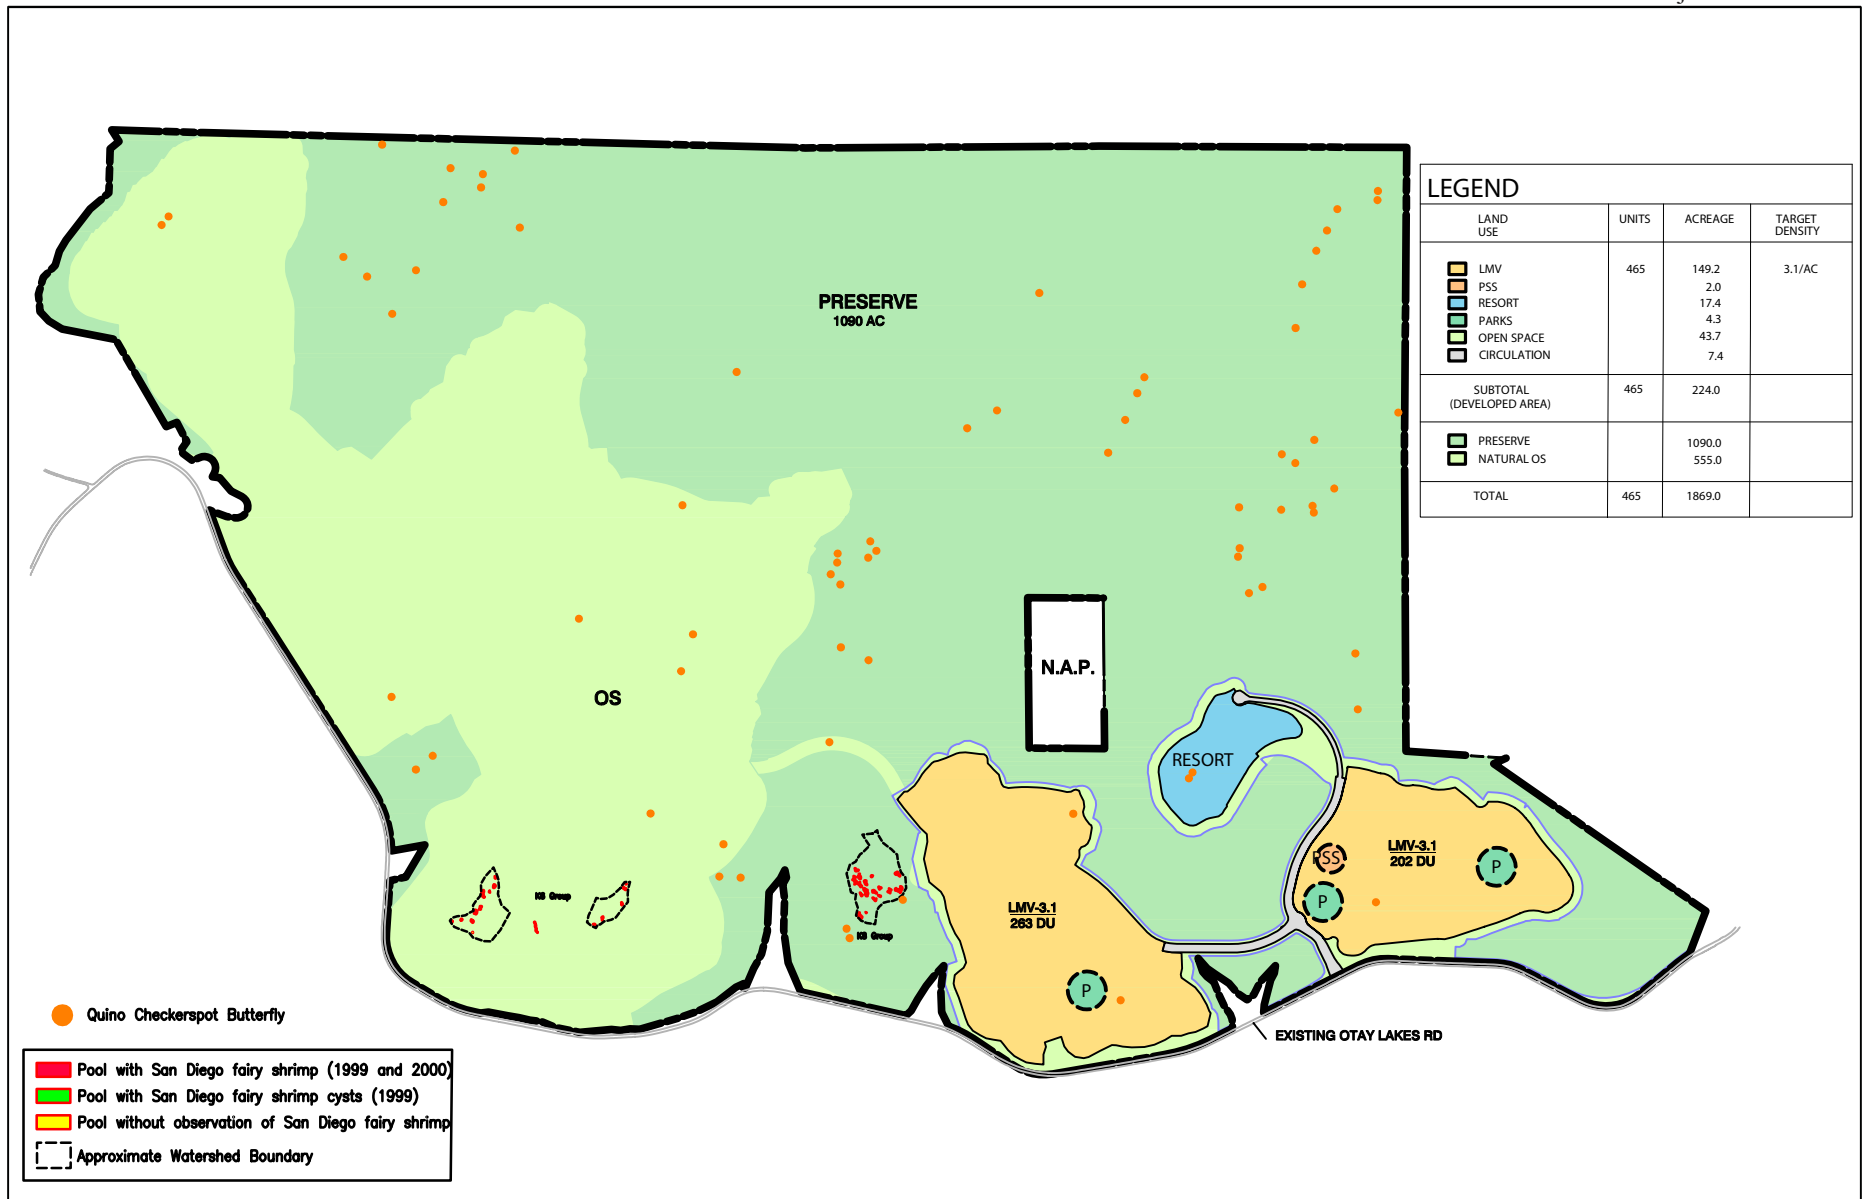 LEGEND
LAND USE UNITS ACREAGE TARGET DENSITY
LMV 465 149.2 3.1/AC
PSS 2.0
RESORT 17.4
PARKS 4.3
OPEN SPACE 43.7
CIRCULATION 7.4
SUBTOTAL (DEVELOPED AREA) 465 224.0
PRESERVE 1090.0
NATURAL OS 555.0
TOTAL 465 1869.0
PRESERVE
1090 AC
N.A.P.
OS
RESORT
PSS
LMV-3.1
202 DU
P
P
KB Group
KB Group
LMV-3.1
263 DU
P
EXISTING OTAY LAKES RD
Quino Checkerspot Butterfly
Pool with San Diego fairy shrimp (1999 and 2000)
Pool with San Diego fairy shrimp cysts (1999)
Pool without observation of San Diego fairy shrimp
Approximate Watershed Boundary